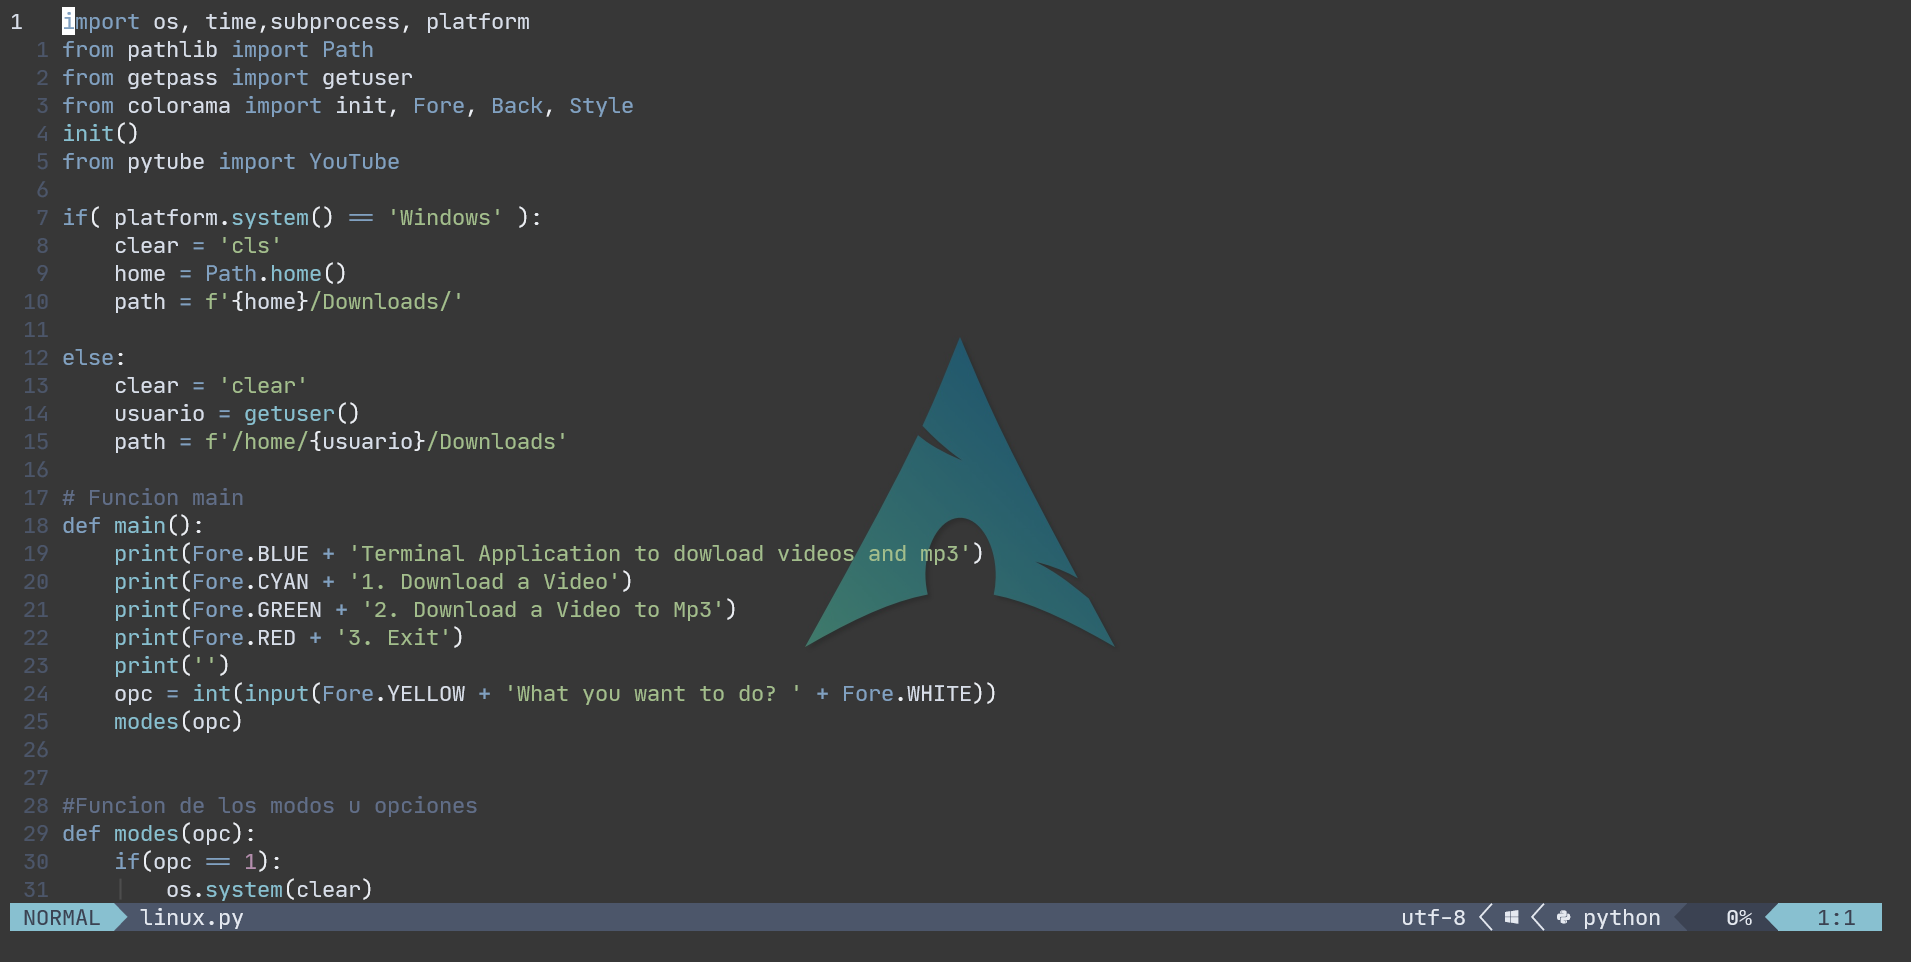 1   import os, time,subprocess, platform
  1 from pathlib import Path
  2 from getpass import getuser
  3 from colorama import init, Fore, Back, Style
  4 init()
  5 from pytube import YouTube
  6
  7 if( platform.system() == 'Windows' ):
  8     clear = 'cls'
  9     home = Path.home()
 10     path = f'{home}/Downloads/'
 11
 12 else:
 13     clear = 'clear'
 14     usuario = getuser()
 15     path = f'/home/{usuario}/Downloads'
 16
 17 # Funcion main
 18 def main():
 19     print(Fore.BLUE + 'Terminal Application to dowload videos and mp3')
 20     print(Fore.CYAN + '1. Download a Video')
 21     print(Fore.GREEN + '2. Download a Video to Mp3')
 22     print(Fore.RED + '3. Exit')
 23     print('')
 24     opc = int(input(Fore.YELLOW + 'What you want to do? ' + Fore.WHITE))
 25     modes(opc)
 26
 27
 28 #Funcion de los modos u opciones
 29 def modes(opc):
 30     if(opc == 1):
 31         os.system(clear)
NORMAL linux.py utf-8 python 0% 1:1